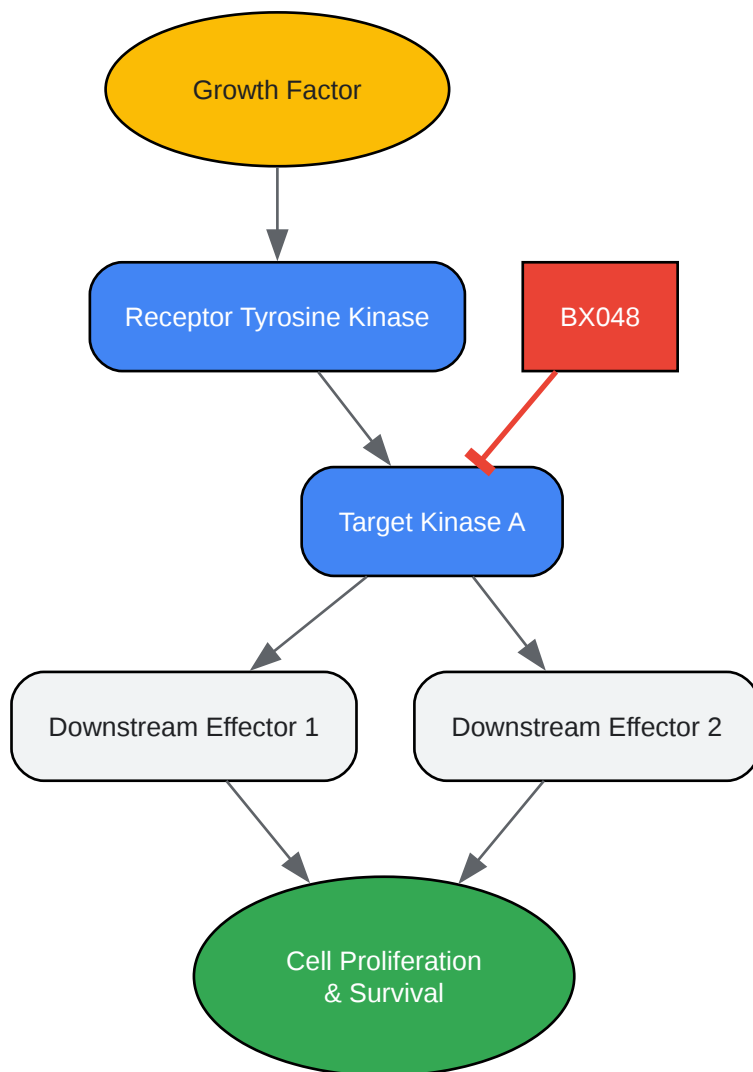 Growth Factor
Receptor Tyrosine Kinase
BX048
Target Kinase A
Downstream Effector 1
Downstream Effector 2
Cell Proliferation
& Survival